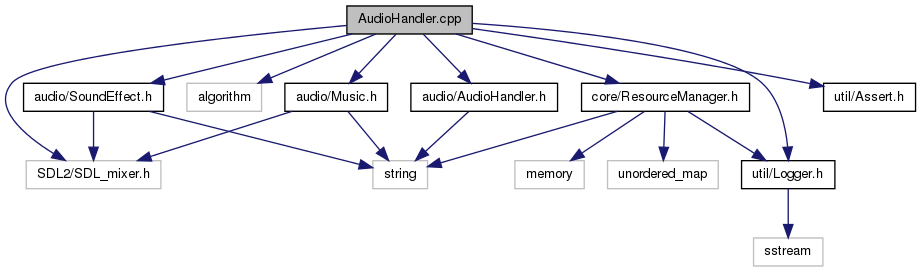 AudioHandler.cpp
audio/SoundEffect.h
algorithm
audio/Music.h
audio/AudioHandler.h
core/ResourceManager.h
util/Assert.h
SDL2/SDL_mixer.h
string
memory
unordered_map
util/Logger.h
sstream